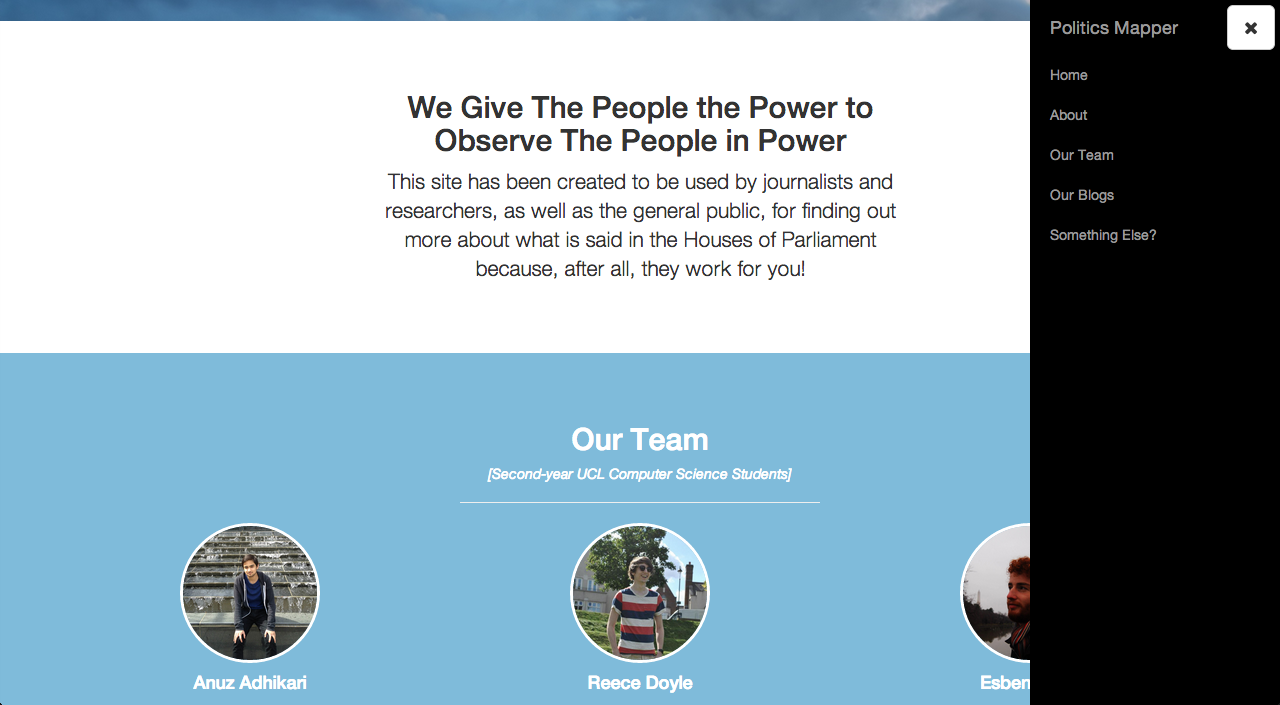 We Give The People the Power to
Observe The People in Power
This site has been created to be used by journalists and
researchers, as well as the general public, for finding out
more about what is said in the Houses of Parliament
because, after all, they work for you!
Our Team
[Second-year UCL Computer Science Students]
Anuz Adhikari
Reece Doyle
Esben
Politics Mapper
Home
About
Our Team
Our Blogs
Something Else?